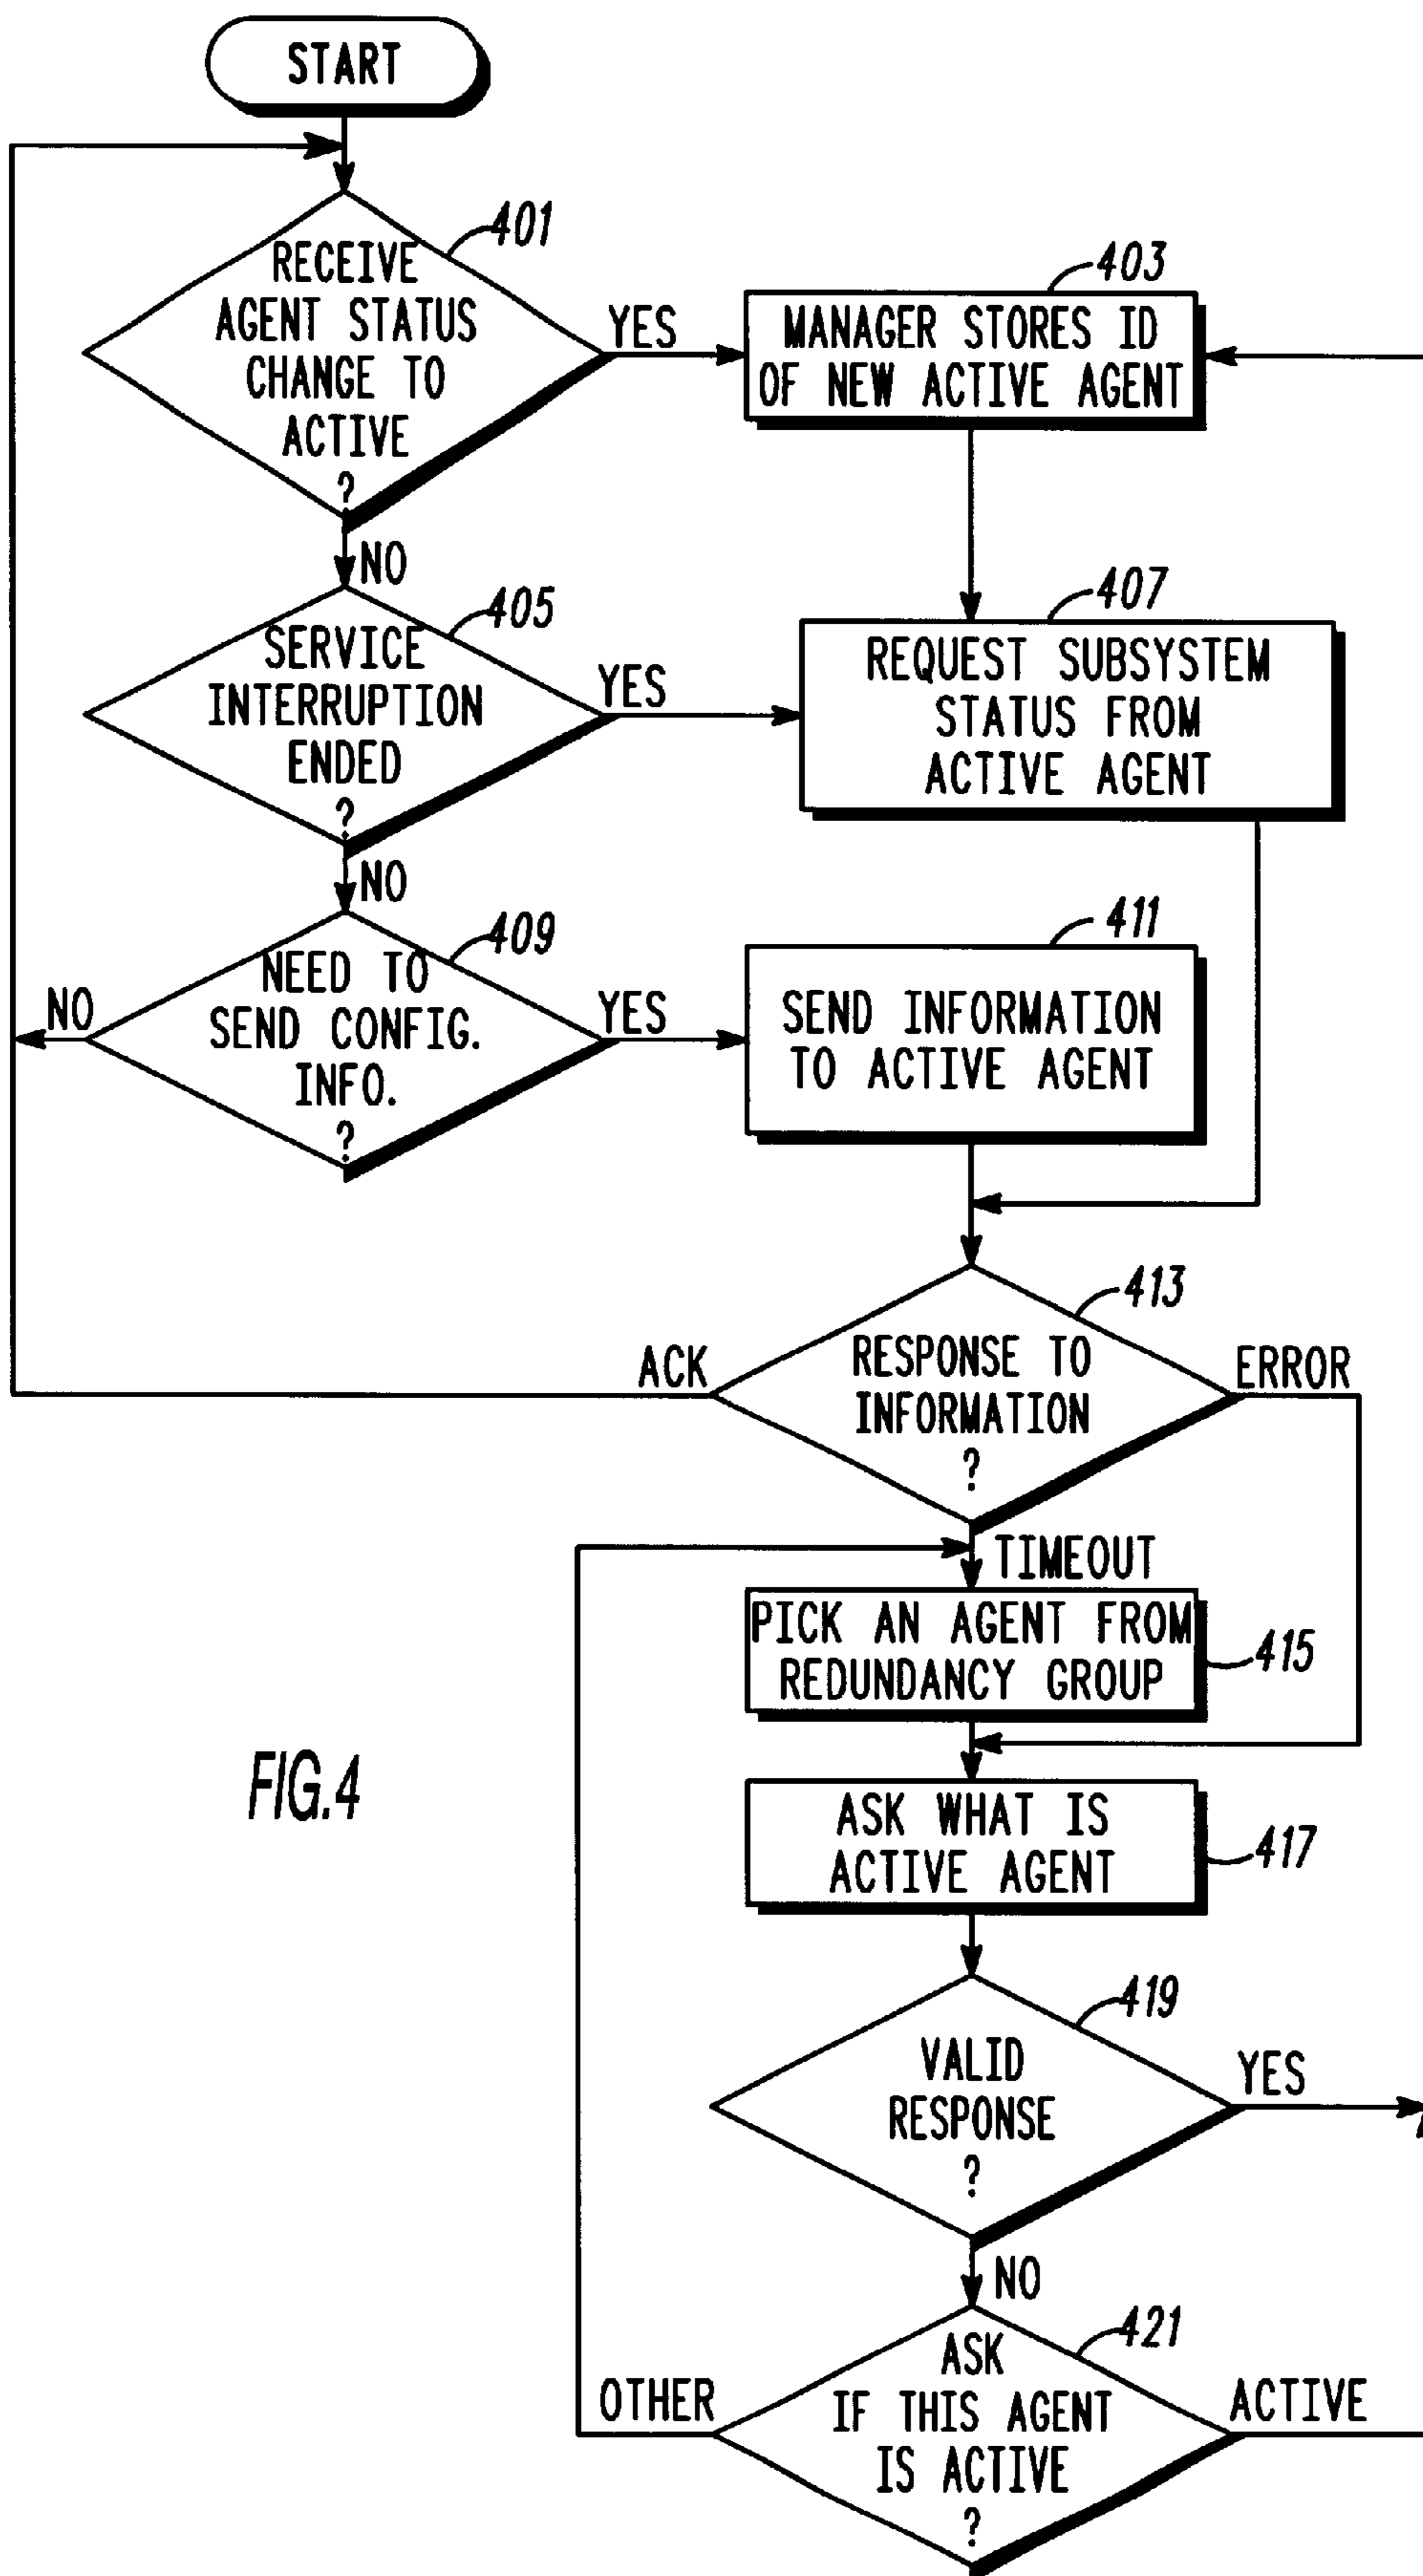 START
401
RECEIVE
AGENT STATUS
CHANGE TO
ACTIVE
?
YES
403
MANAGER STORES ID
OF NEW ACTIVE AGENT
NO
405
SERVICE
INTERRUPTION
ENDED
?
YES
407
REQUEST SUBSYSTEM
STATUS FROM
ACTIVE AGENT
NO
409
NEED TO
SEND CONFIG.
INFO.
?
NO
YES
411
SEND INFORMATION
TO ACTIVE AGENT
413
RESPONSE TO
INFORMATION
?
ACK
ERROR
TIMEOUT
PICK AN AGENT FROM
REDUNDANCY GROUP
415
ASK WHAT IS
ACTIVE AGENT
417
FIG.4
419
VALID
RESPONSE
?
YES
NO
421
ASK
IF THIS AGENT
IS ACTIVE
?
OTHER
ACTIVE